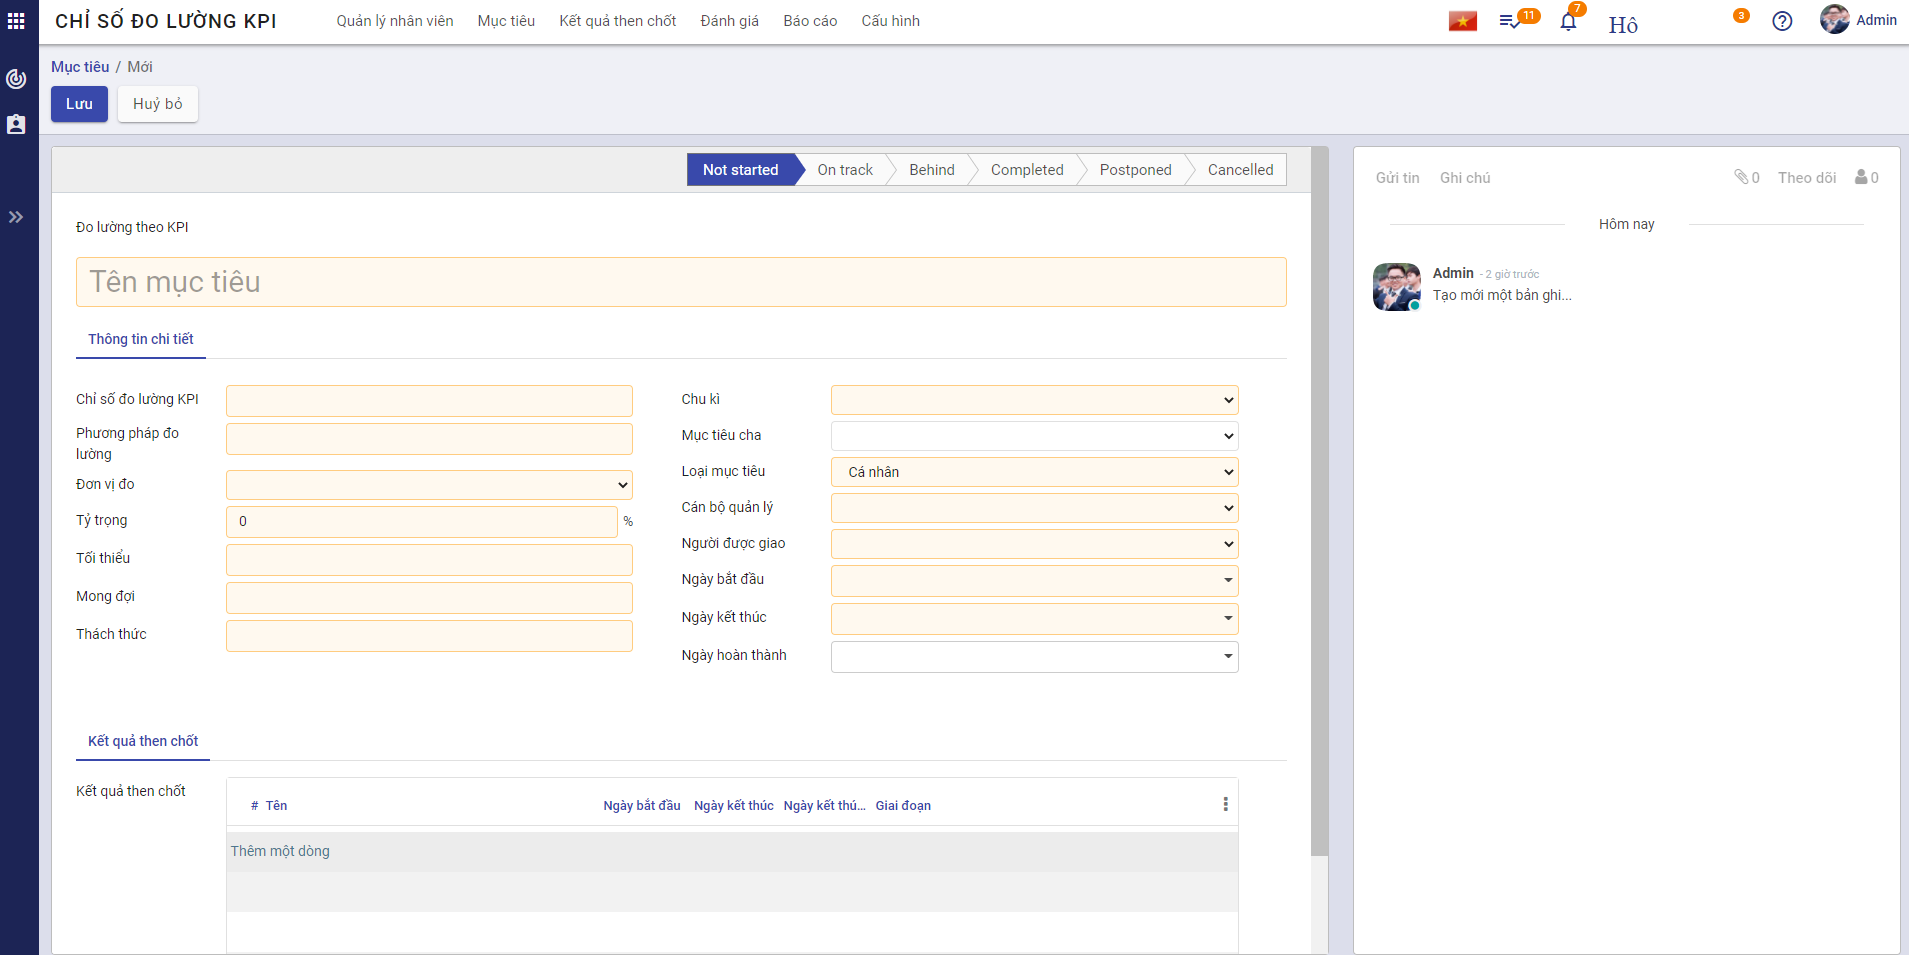 CHỈ SỐ ĐO LƯỜNG KPI Quản lý nhân viên Mục tiêu Kết quả then chốt Đánh giá Báo cáo Cấu hình 11 7 Hô 3 Admin
Mục tiêu / Mới
Lưu Huỷ bỏ
Not started On track Behind Completed Postponed Cancelled
Đo lường theo KPI
Tên mục tiêu
Thông tin chi tiết
Chỉ số đo lường KPI
Phương pháp đo
lường
Đơn vị đo
Tỷ trọng 0 %
Tối thiểu
Mong đợi
Thách thức
Chu kì
Mục tiêu cha
Loại mục tiêu Cá nhân
Cán bộ quản lý
Người được giao
Ngày bắt đầu
Ngày kết thúc
Ngày hoàn thành
Kết quả then chốt
Kết quả then chốt
# Tên Ngày bắt đầu Ngày kết thúc Ngày kết thú... Giai đoạn
Thêm một dòng
Gửi tin Ghi chú 0 Theo dõi 0
Hôm nay
Admin - 2 giờ trước
Tạo mới một bản ghi...